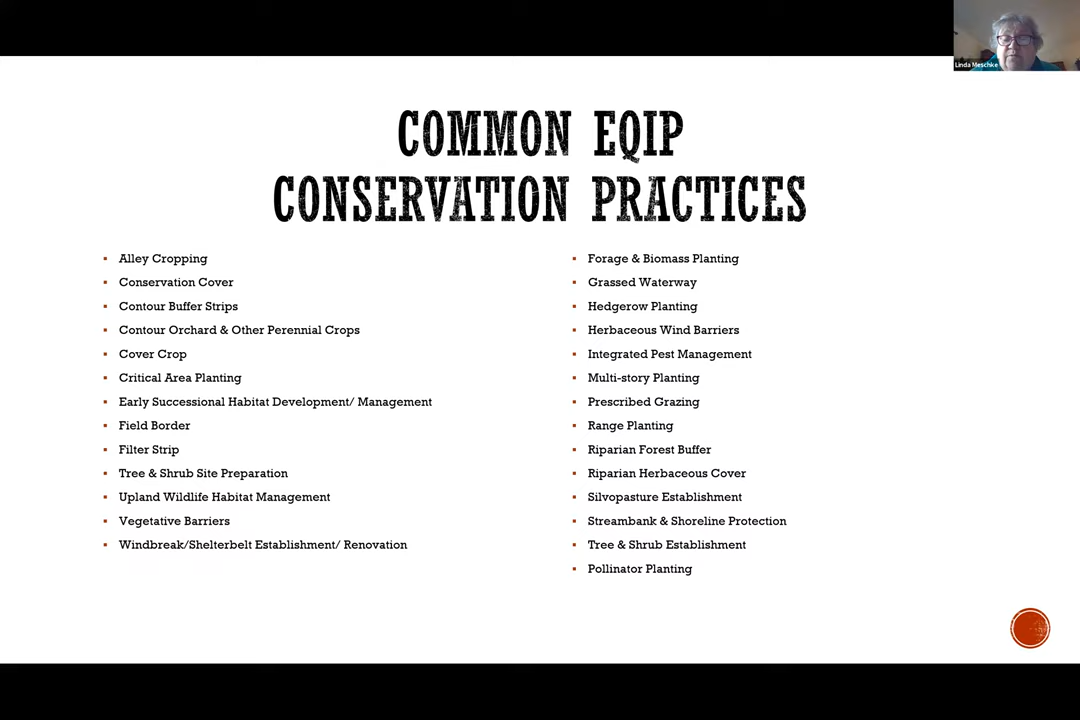 Linda Meschke
COMMON EQIP
CONSERVATION PRACTICES
Alley Cropping
Conservation Cover
Contour Buffer Strips
Contour Orchard & Other Perennial Crops
Cover Crop
Critical Area Planting
Early Successional Habitat Development/ Management
Field Border
Filter Strip
Tree & Shrub Site Preparation
Upland Wildlife Habitat Management
Vegetative Barriers
Windbreak/Shelterbelt Establishment/ Renovation
Forage & Biomass Planting
Grassed Waterway
Hedgerow Planting
Herbaceous Wind Barriers
Integrated Pest Management
Multi-story Planting
Prescribed Grazing
Range Planting
Riparian Forest Buffer
Riparian Herbaceous Cover
Silvopasture Establishment
Streambank & Shoreline Protection
Tree & Shrub Establishment
Pollinator Planting